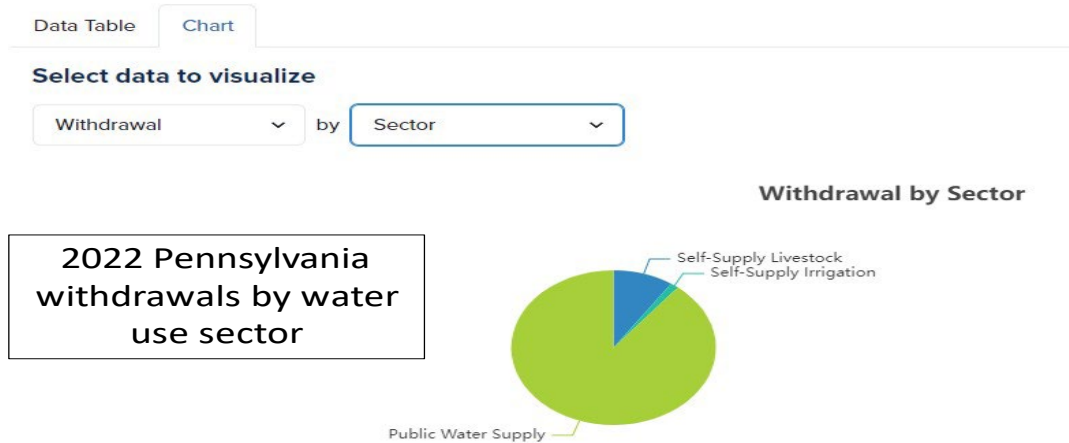 Data Table Chart
Select data to visualize
Withdrawal by Sector
Withdrawal by Sector
2022 Pennsylvania
withdrawals by water
use sector
Self-Supply Livestock
Self-Supply Irrigation
Public Water Supply